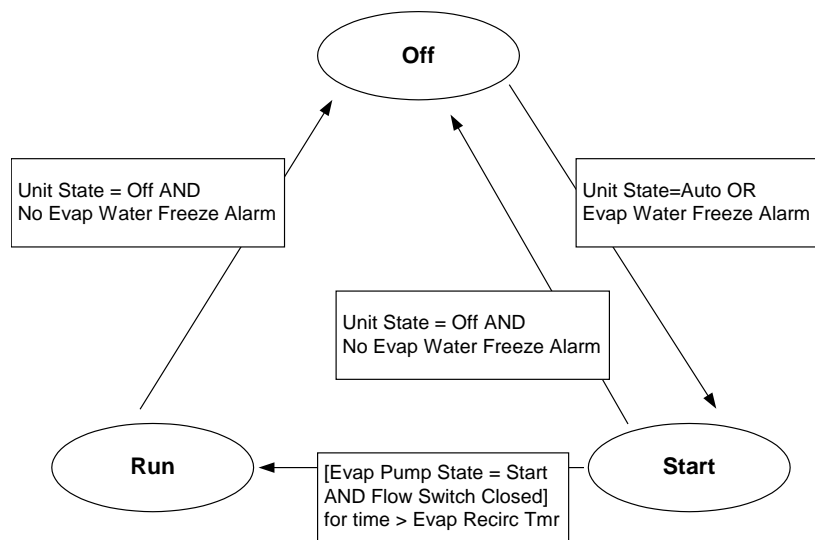 Off
Unit State = Off AND
No Evap Water Freeze Alarm
Unit State=Auto OR
Evap Water Freeze Alarm
Unit State = Off AND
No Evap Water Freeze Alarm
Run
[Evap Pump State = Start
AND Flow Switch Closed]
for time > Evap Recirc Tmr
Start